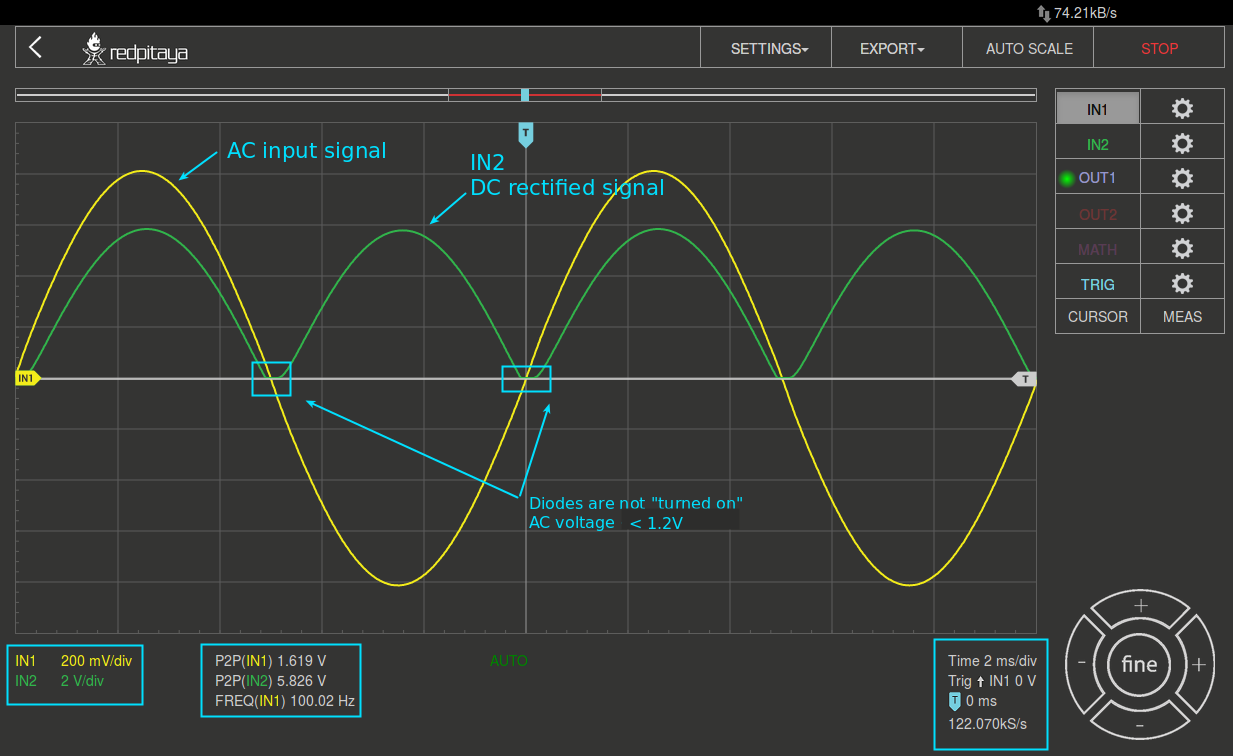 74.21kB/s
redpitaya
SETTINGS
EXPORT
AUTO SCALE
STOP
IN1
IN2
OUT1
OUT2
MATH
TRIG
CURSOR
MEAS
T
AC input signal
IN2
DC rectified signal
IN1
T
Diodes are not "turned on"
AC voltage < 1.2V
IN1 200 mV/div
IN2 2 V/div
P2P(IN1) 1.619 V
P2P(IN2) 5.826 V
FREQ(IN1) 100.02 Hz
AUTO
Time 2 ms/div
Trig IN1 0 V
T 0 ms
122.070kS/s
+
- fine +
-